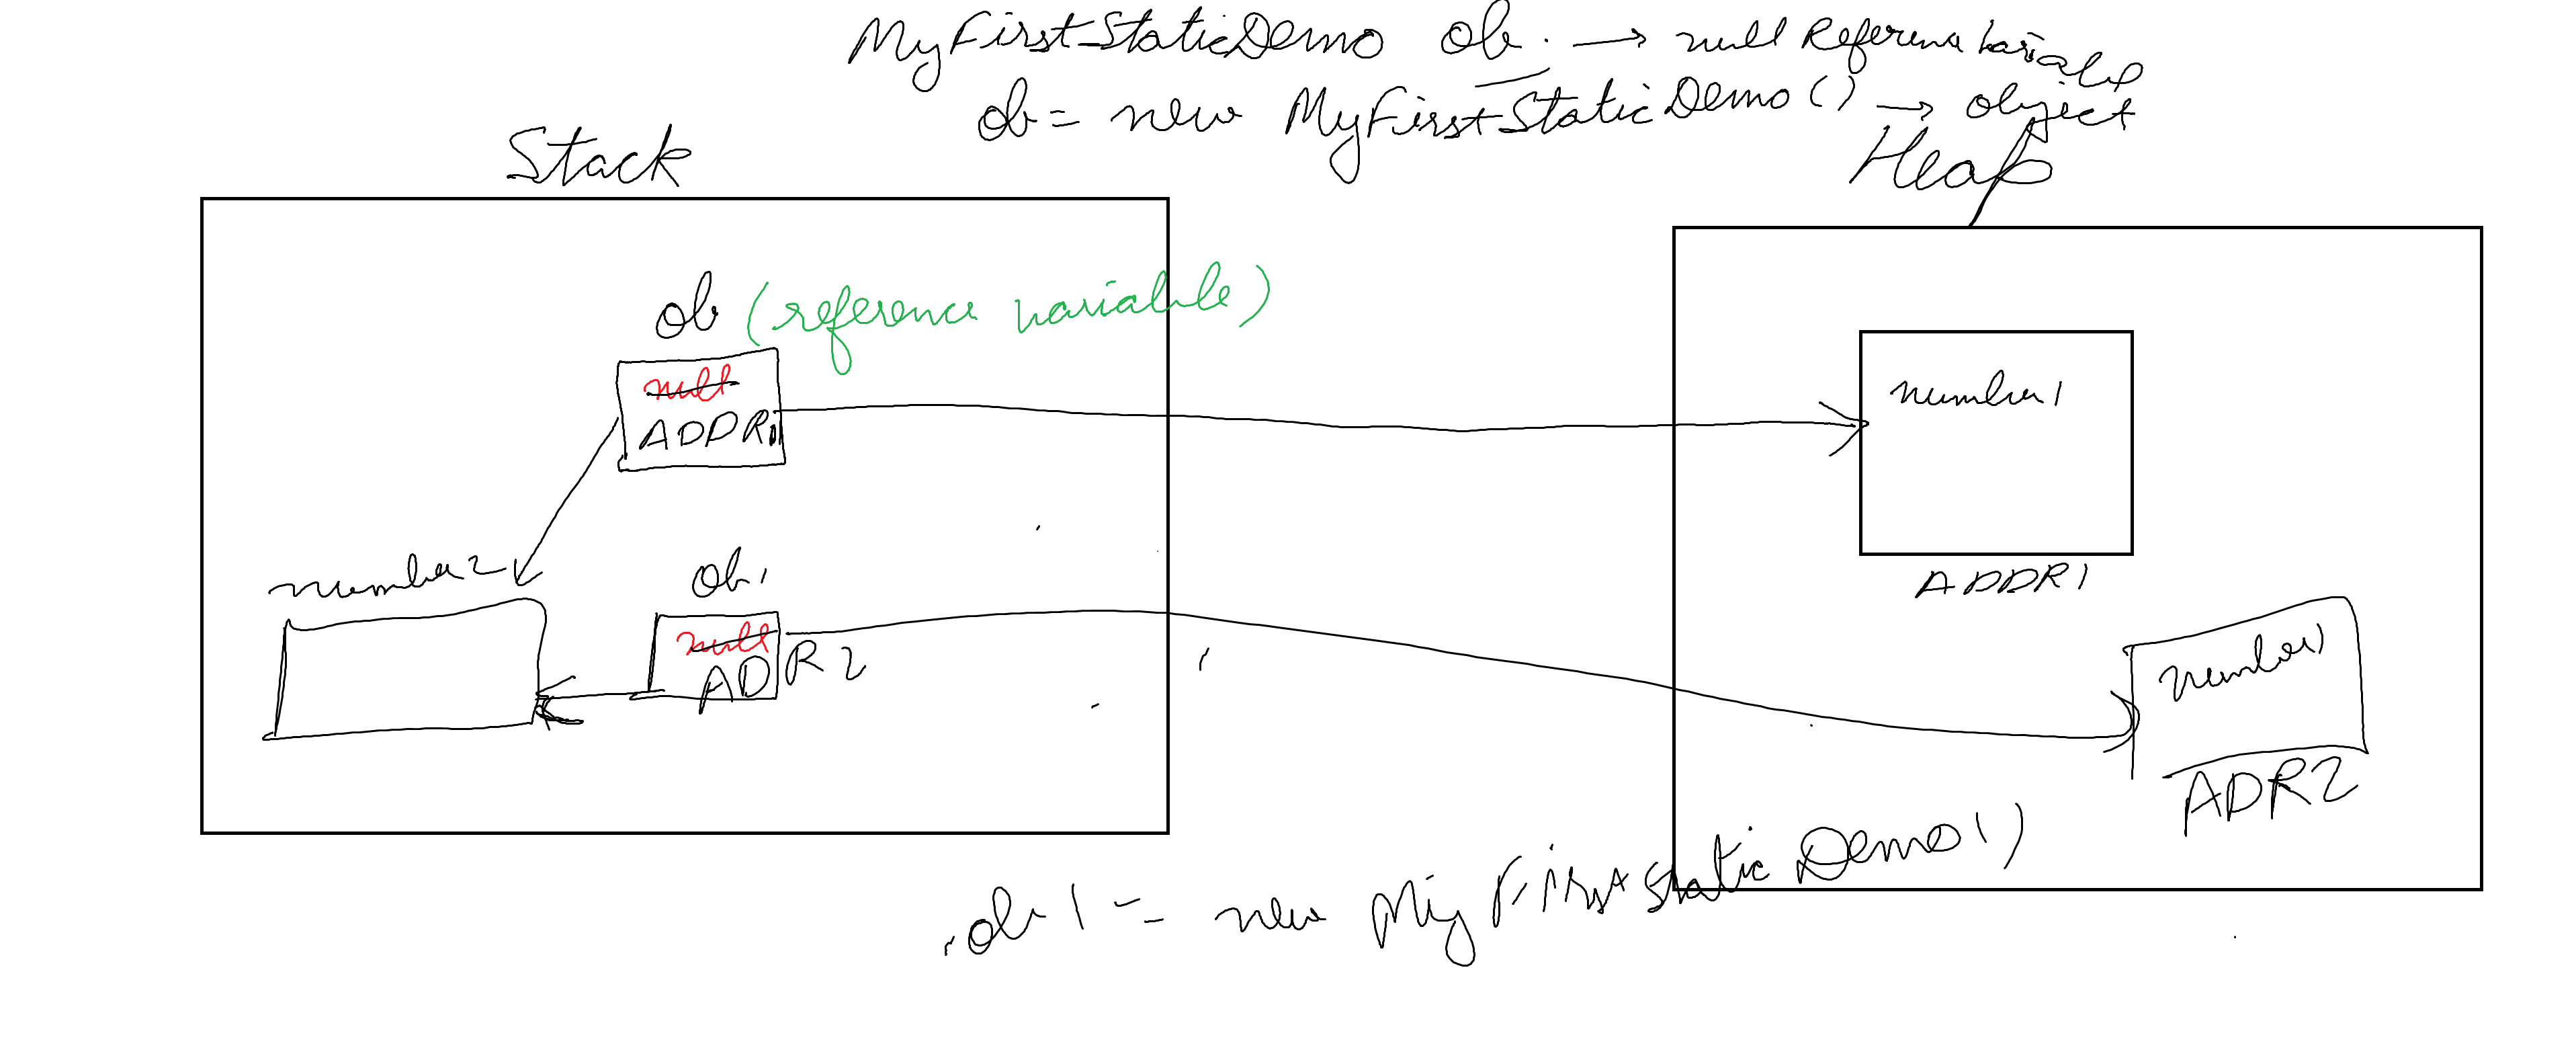 MyFirstStaticDemo ob. → null Reference Variable
ob = new MyFirstStaticDemo() → object
Stack
Heap
ob (reference variable)
null
ADDR1
number1
ADDR1
number2
ob1
null
ADR2
number1
ADR2
ob1 = new MyFirstStaticDemo()